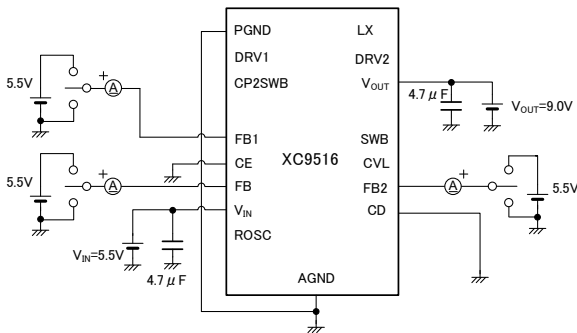 PGND
LX
DRV1
DRV2
CP2SWB
VOUT
+
A
5.5V
4.7μF
VOUT=9.0V
FB1
SWB
CE
XC9516
CVL
+
A
5.5V
FB
FB2
A
+
5.5V
VIN
CD
ROSC
VIN=5.5V
4.7μF
AGND